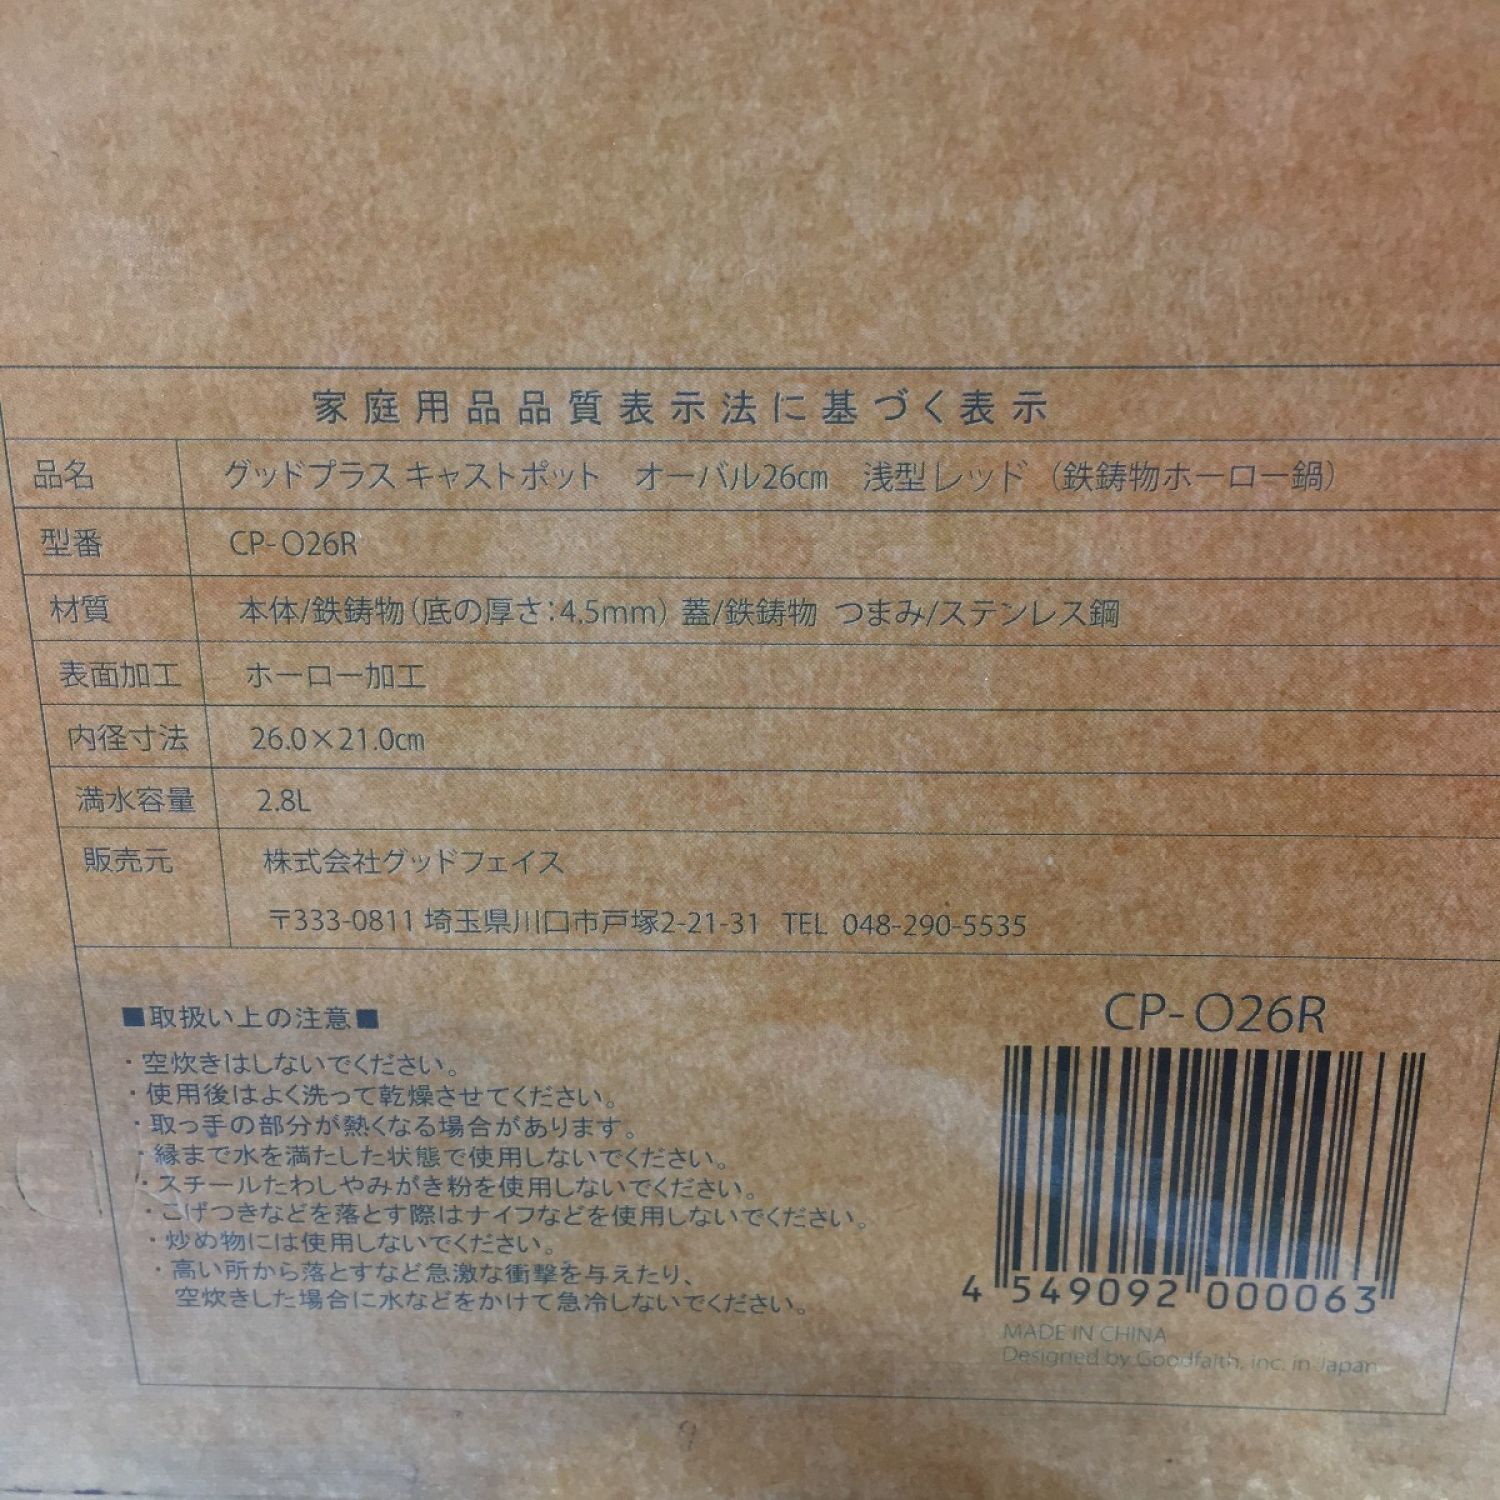 家庭用品品質表示法に基づく表示
品名 グッドプラス キャストポット オーバル26㎝ 浅型 レッド（鉄鋳物ホーロー鍋）
型番 CP-O26R
材質 本体/鉄鋳物（底の厚さ：4.5mm）蓋/鉄鋳物 つまみ/ステンレス鋼
表面加工 ホーロー加工
内径寸法 26.0×21.0㎝
満水容量 2.8L
販売元 株式会社グッドフェイス
〒333-0811 埼玉県川口市戸塚2-21-31 TEL 048-290-5535
■取扱い上の注意■
・空炊きはしないでください。
・使用後はよく洗って乾燥させてください。
・取っ手の部分が熱くなる場合があります。
・縁まで水を満たした状態で使用しないでください。
・スチールたわしやみがき粉を使用しないでください。
・こげつきなどを落とす際はナイフなどを使用しないでください。
・炒め物には使用しないでください。
・高い所から落とすなど急激な衝撃を与えたり、
空炊きした場合に水などをかけて急冷しないでください。
CP-O26R
4 549092 000063
MADE IN CHINA
Designed by Goodfaith, inc. in Japan